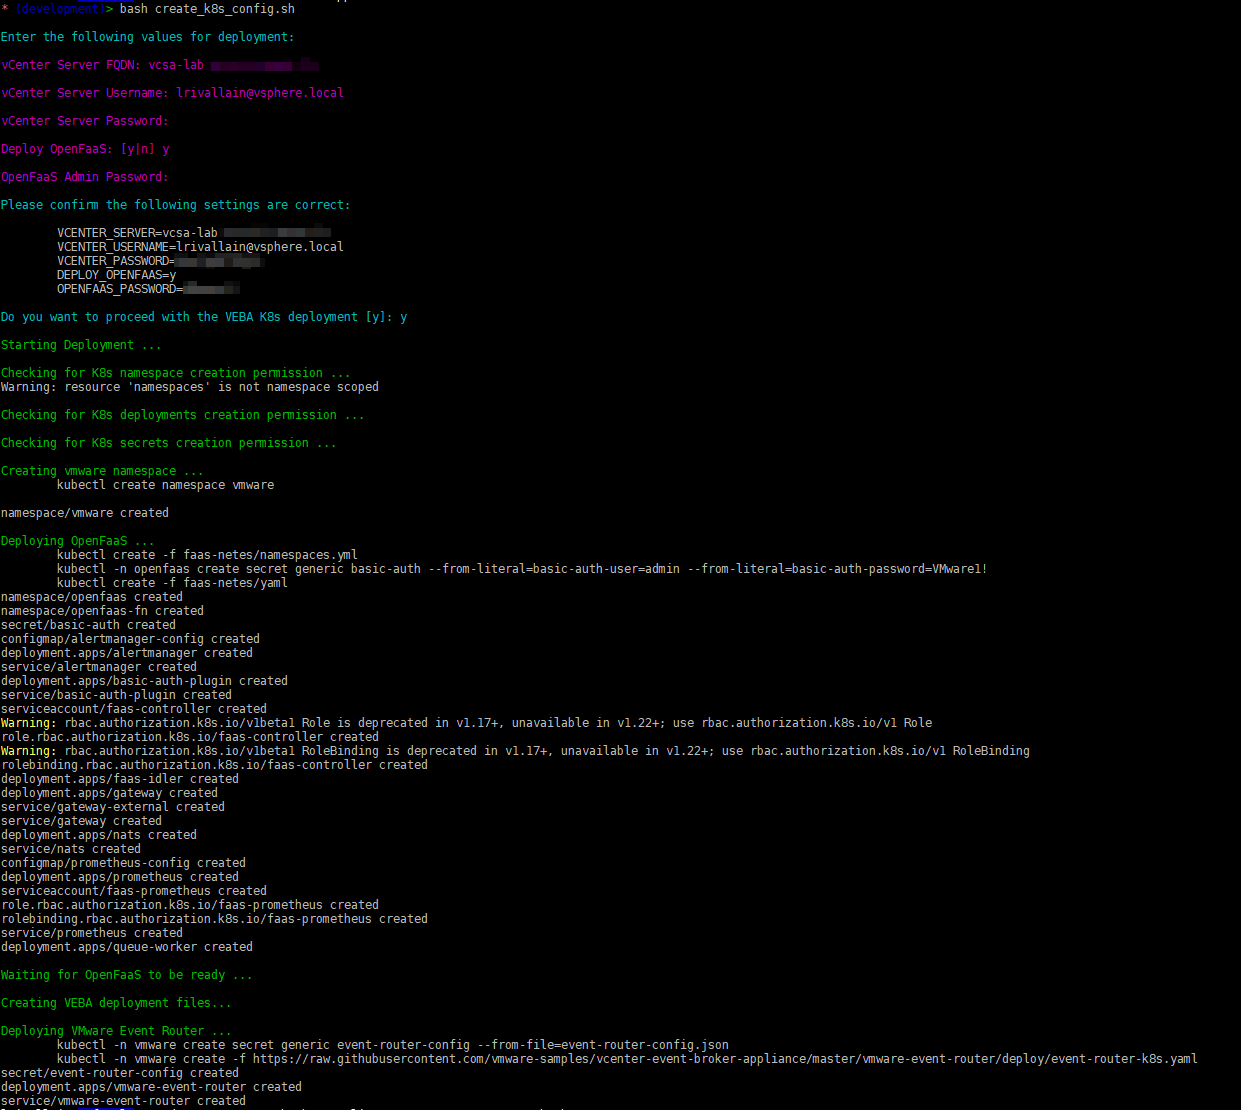 * (development)> bash create_k8s_config.sh
Enter the following values for deployment:
vCenter Server FQDN: vcsa-lab
vCenter Server Username: lrivallain@vsphere.local
vCenter Server Password:
Deploy OpenFaaS: [y|n] y
OpenFaaS Admin Password:
Please confirm the following settings are correct:
VCENTER_SERVER=vcsa-lab
VCENTER_USERNAME=lrivallain@vsphere.local
VCENTER_PASSWORD=
DEPLOY_OPENFAAS=y
OPENFAAS_PASSWORD=
Do you want to proceed with the VEBA K8s deployment [y]: y
Starting Deployment ...
Checking for K8s namespace creation permission ...
Warning: resource 'namespaces' is not namespace scoped
Checking for K8s deployments creation permission ...
Checking for K8s secrets creation permission ...
Creating vmware namespace ...
kubectl create namespace vmware
namespace/vmware created
Deploying OpenFaaS ...
kubectl create -f faas-netes/namespaces.yml
kubectl -n openfaas create secret generic basic-auth --from-literal=basic-auth-user=admin --from-literal=basic-auth-password=VMware1!
kubectl create -f faas-netes/yaml
namespace/openfaas created
namespace/openfaas-fn created
secret/basic-auth created
configmap/alertmanager-config created
deployment.apps/alertmanager created
service/alertmanager created
deployment.apps/basic-auth-plugin created
service/basic-auth-plugin created
serviceaccount/faas-controller created
Warning: rbac.authorization.k8s.io/v1beta1 Role is deprecated in v1.17+, unavailable in v1.22+; use rbac.authorization.k8s.io/v1 Role
role.rbac.authorization.k8s.io/faas-controller created
Warning: rbac.authorization.k8s.io/v1beta1 RoleBinding is deprecated in v1.17+, unavailable in v1.22+; use rbac.authorization.k8s.io/v1 RoleBinding
rolebinding.rbac.authorization.k8s.io/faas-controller created
deployment.apps/faas-idler created
deployment.apps/gateway created
service/gateway-external created
service/gateway created
deployment.apps/nats created
service/nats created
configmap/prometheus-config created
deployment.apps/prometheus created
serviceaccount/faas-prometheus created
role.rbac.authorization.k8s.io/faas-prometheus created
rolebinding.rbac.authorization.k8s.io/faas-prometheus created
service/prometheus created
deployment.apps/queue-worker created
Waiting for OpenFaaS to be ready ...
Creating VEBA deployment files...
Deploying VMware Event Router ...
kubectl -n vmware create secret generic event-router-config --from-file=event-router-config.json
kubectl -n vmware create -f https://raw.githubusercontent.com/vmware-samples/vcenter-event-broker-appliance/master/vmware-event-router/deploy/event-router-k8s.yaml
secret/event-router-config created
deployment.apps/vmware-event-router created
service/vmware-event-router created